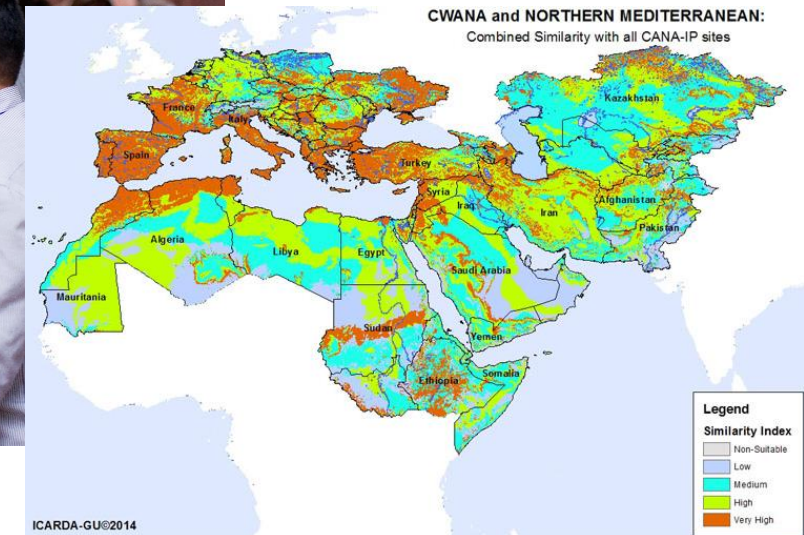 CWANA and NORTHERN MEDITERRANEAN:
Combined Similarity with all CANA-IP sites
Kazakhstan
France
Italy
Spain
Turkey
Syria
Iraq
Iran
Afghanistan
Pakistan
Algeria
Libya
Egypt
Saudi Arabia
Mauritania
Sudan
Yemen
Ethiopia
Somalia
Legend
Similarity Index
Non-Suitable
Low
Medium
High
Very High
ICARDA-GU©2014